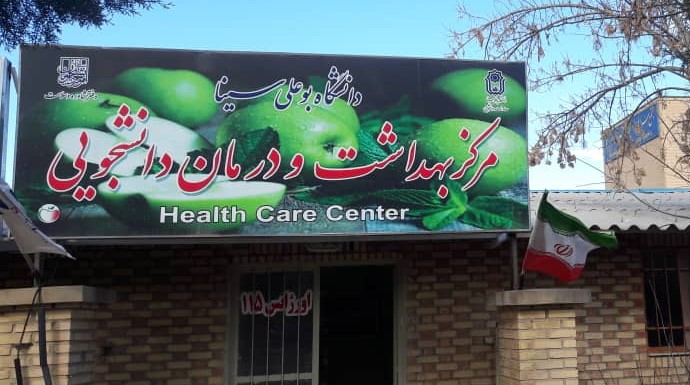 دانشگاه بوعلی سینا
مرکز بهداشت و درمان دانشجویی
Health Care Center
اورژانس ۱۱۵